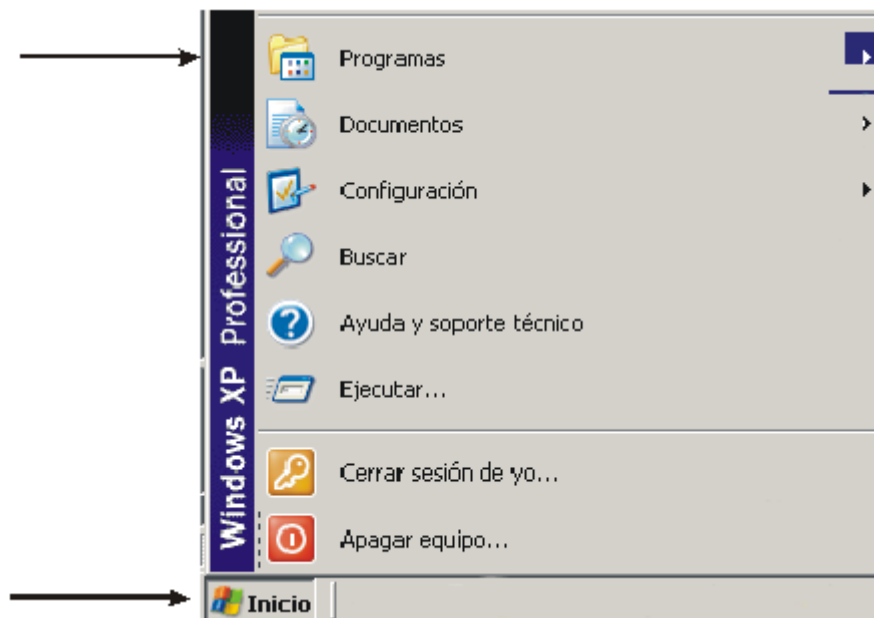 Programas
Documentos
Configuración
Buscar
Ayuda y soporte técnico
Ejecutar...
Cerrar sesión de yo...
Apagar equipo...
Windows XP Professional
Inicio